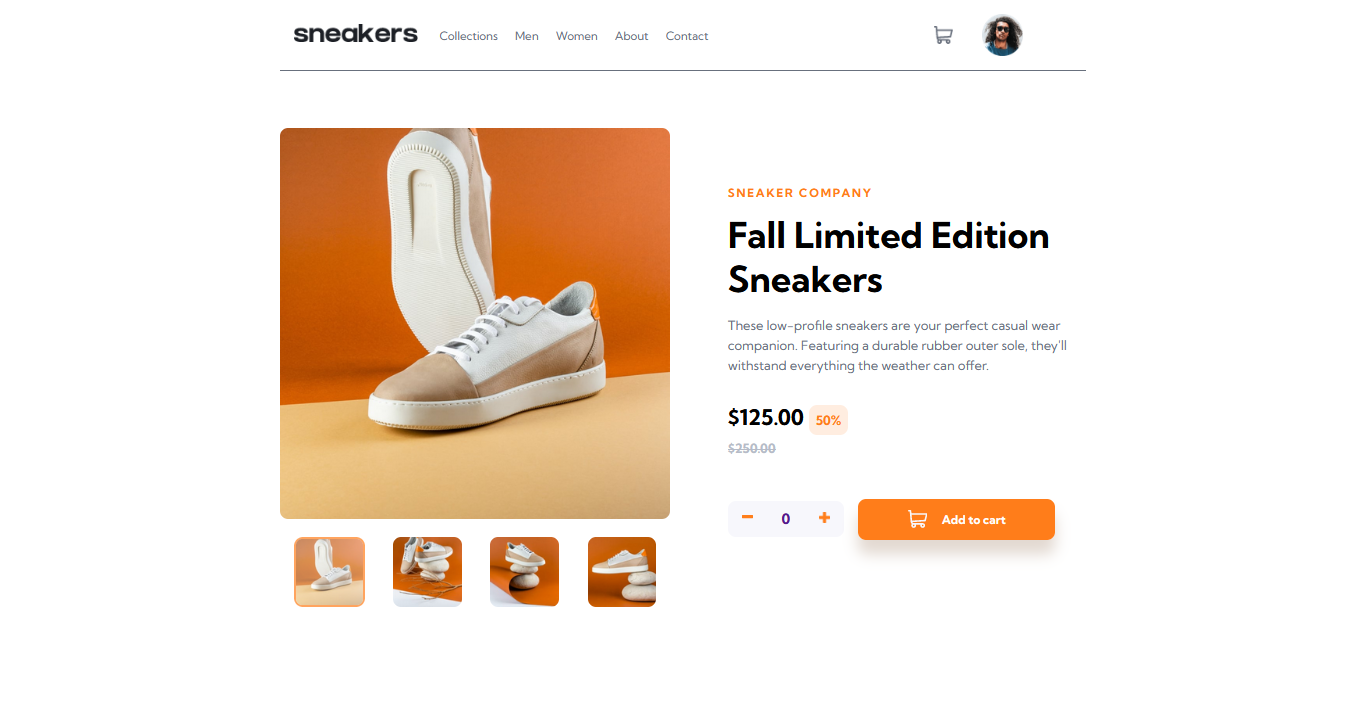 sneakers
Collections Men Women About Contact
SNEAKER COMPANY
Fall Limited Edition
Sneakers
These low-profile sneakers are your perfect casual wear
companion. Featuring a durable rubber outer sole, they'll
withstand everything the weather can offer.
$125.00 50%
$250.00
0
Add to cart